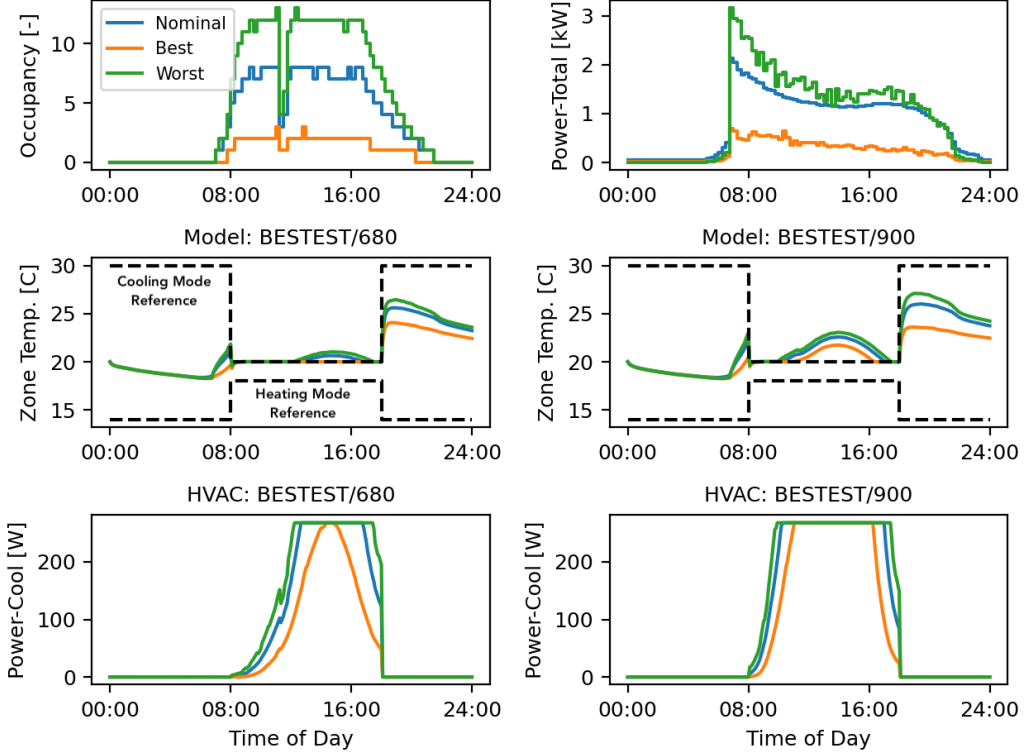 Occupancy [-]
10
5
0
Nominal
Best
Worst
00:00 08:00 16:00 24:00
Power-Total [kW]
3
2
1
0
00:00 08:00 16:00 24:00
Model: BESTEST/680
Zone Temp. [C]
30
25
20
15
Cooling Mode
Reference
Heating Mode
Reference
00:00 08:00 16:00 24:00
Model: BESTEST/900
Zone Temp. [C]
30
25
20
15
00:00 08:00 16:00 24:00
HVAC: BESTEST/680
Power-Cool [W]
200
100
0
00:00 08:00 16:00 24:00
Time of Day
HVAC: BESTEST/900
Power-Cool [W]
200
100
0
00:00 08:00 16:00 24:00
Time of Day